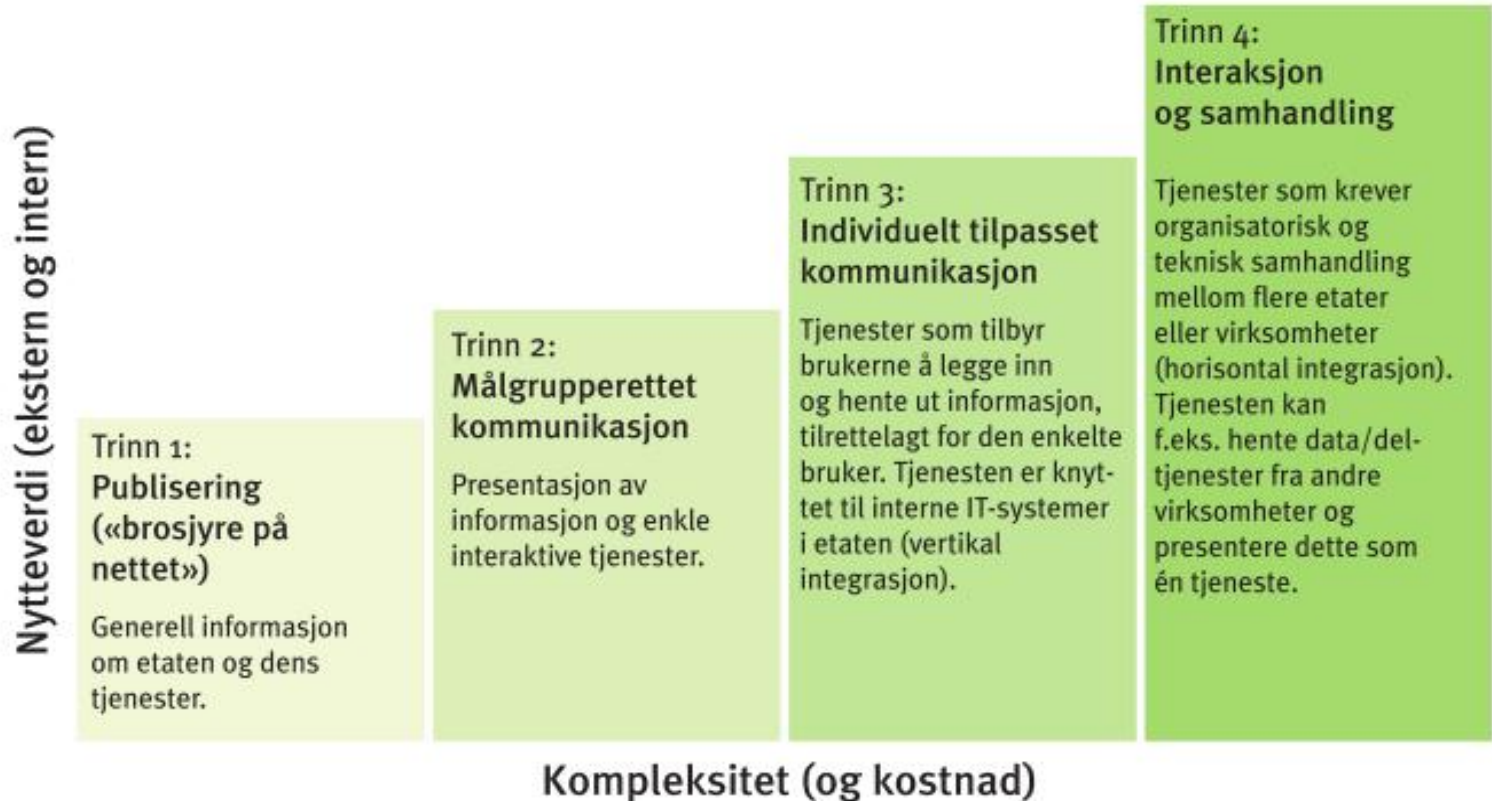 Nytteverdi (ekstern og intern)
Trinn 1:
Publisering
(«brosjyre på
nettet»)
Generell informasjon
om etaten og dens
tjenester.
Trinn 2:
Målgrupperettet
kommunikasjon
Presentasjon av
informasjon og enkle
interaktive tjenester.
Trinn 3:
Individuelt tilpasset
kommunikasjon
Tjenester som tilbyr
brukerne å legge inn
og hente ut informasjon,
tilrettelagt for den enkelte
bruker. Tjenesten er knyt-
tet til interne IT-systemer
i etaten (vertikal
integrasjon).
Trinn 4:
Interaksjon
og samhandling
Tjenester som krever
organisatorisk og
teknisk samhandling
mellom flere etater
eller virksomheter
(horisontal integrasjon).
Tjenesten kan
f.eks. hente data/del-
tjenester fra andre
virksomheter og
presentere dette som
én tjeneste.
Kompleksitet (og kostnad)